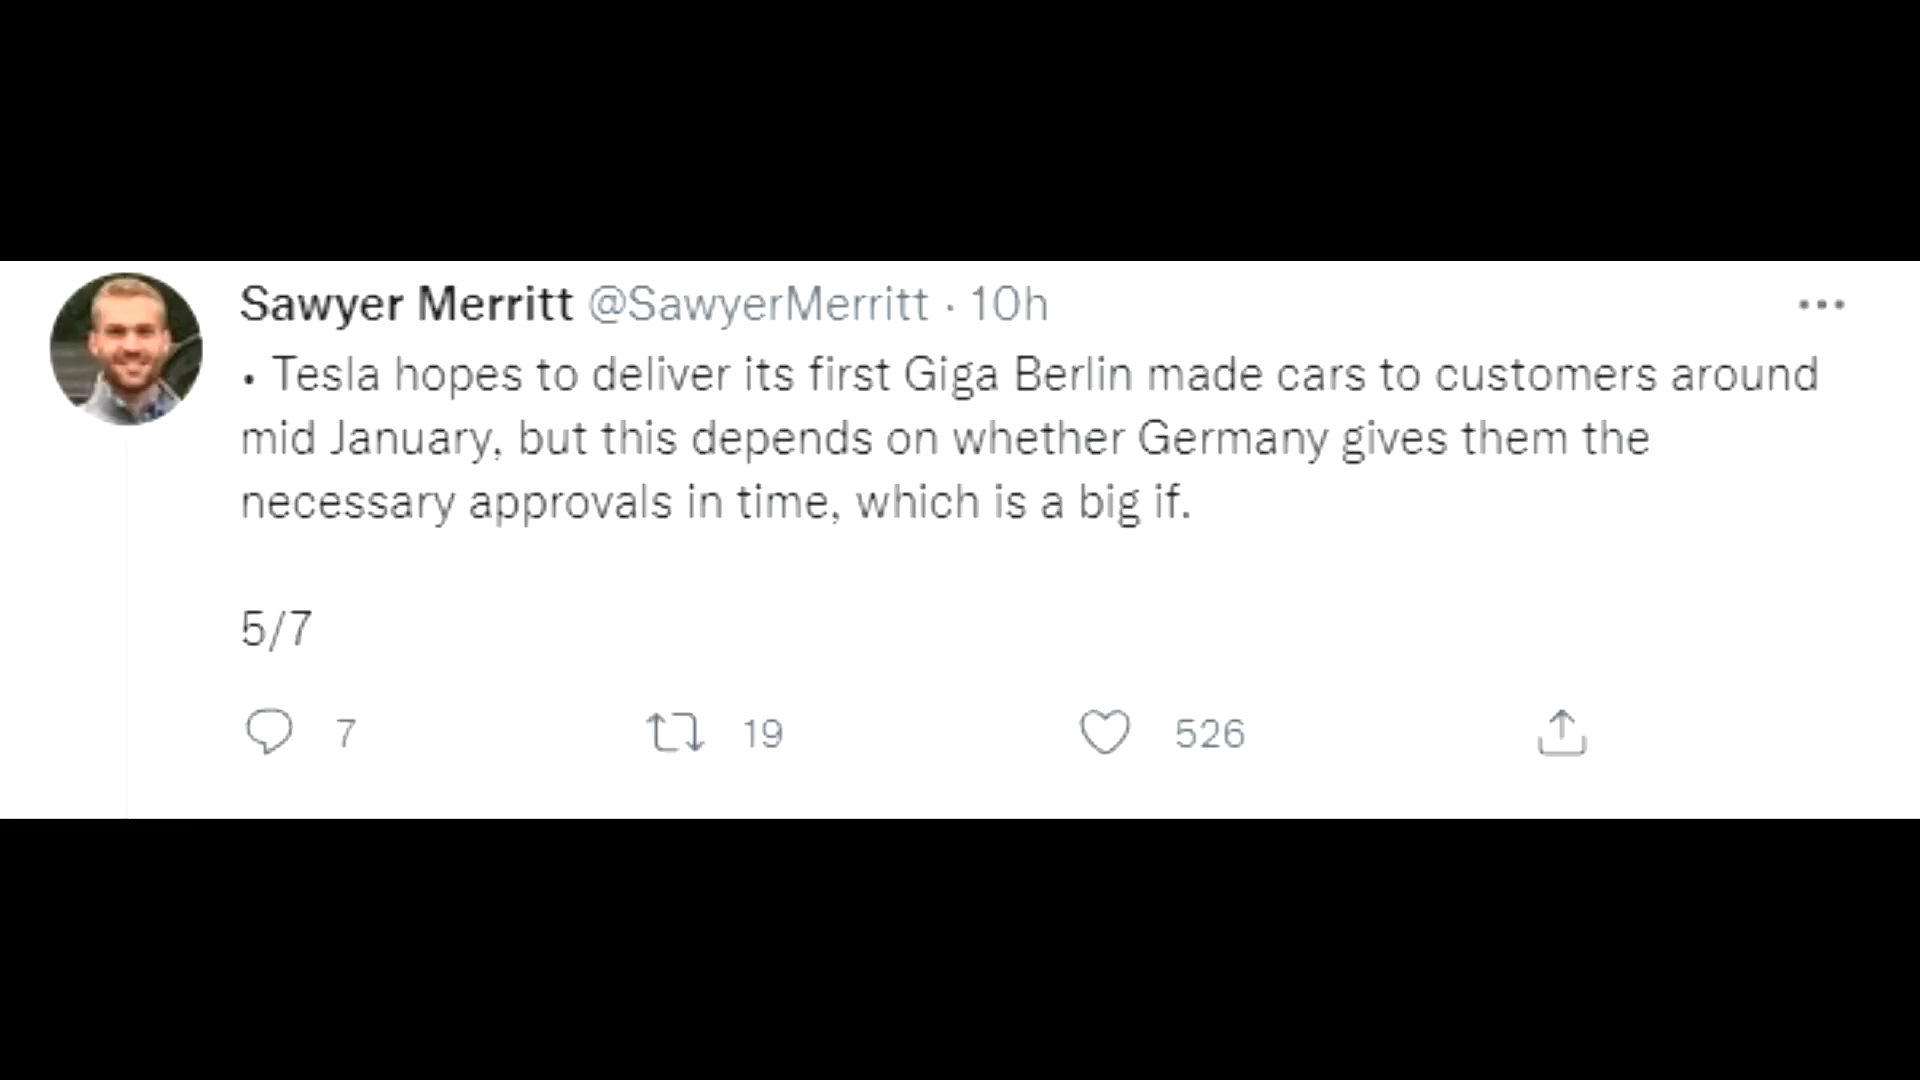 Sawyer Merritt @SawyerMerritt · 10h
• Tesla hopes to deliver its first Giga Berlin made cars to customers around
mid January, but this depends on whether Germany gives them the
necessary approvals in time, which is a big if.
5/7
7 19 526